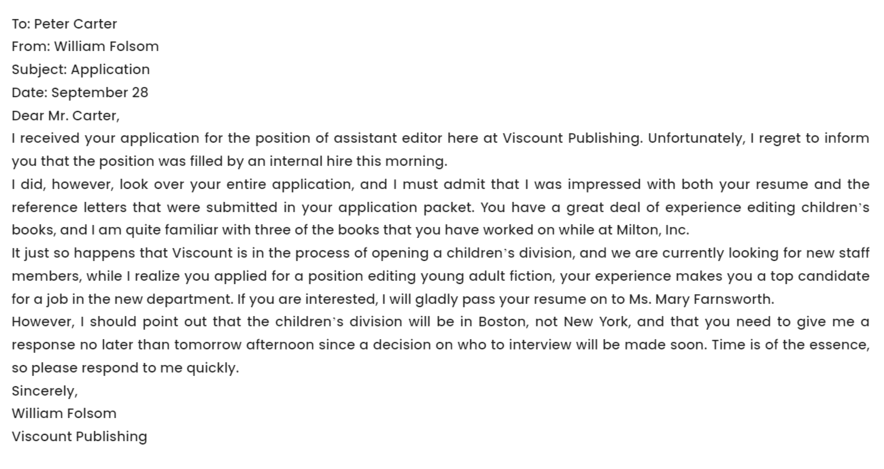 To: Peter Carter
From: William Folsom
Subject: Application
Date: September 28
Dear Mr. Carter,
I received your application for the position of assistant editor here at Viscount Publishing. Unfortunately, I regret to inform
you that the position was filled by an internal hire this morning.
I did, however, look over your entire application, and I must admit that I was impressed with both your resume and the
reference letters that were submitted in your application packet. You have a great deal of experience editing children`s
books, and I am quite familiar with three of the books that you have worked on while at Milton, Inc.
It just so happens that Viscount is in the process of opening a children`s division, and we are currently looking for new staff
members, while I realize you applied for a position editing young adult fiction, your experience makes you a top candidate
for a job in the new department. If you are interested, I will gladly pass your resume on to Ms. Mary Farnsworth.
However, I should point out that the children`s division will be in Boston, not New York, and that you need to give me a
response no later than tomorrow afternoon since a decision on who to interview will be made soon. Time is of the essence,
so please respond to me quickly.
Sincerely,
William Folsom
Viscount Publishing